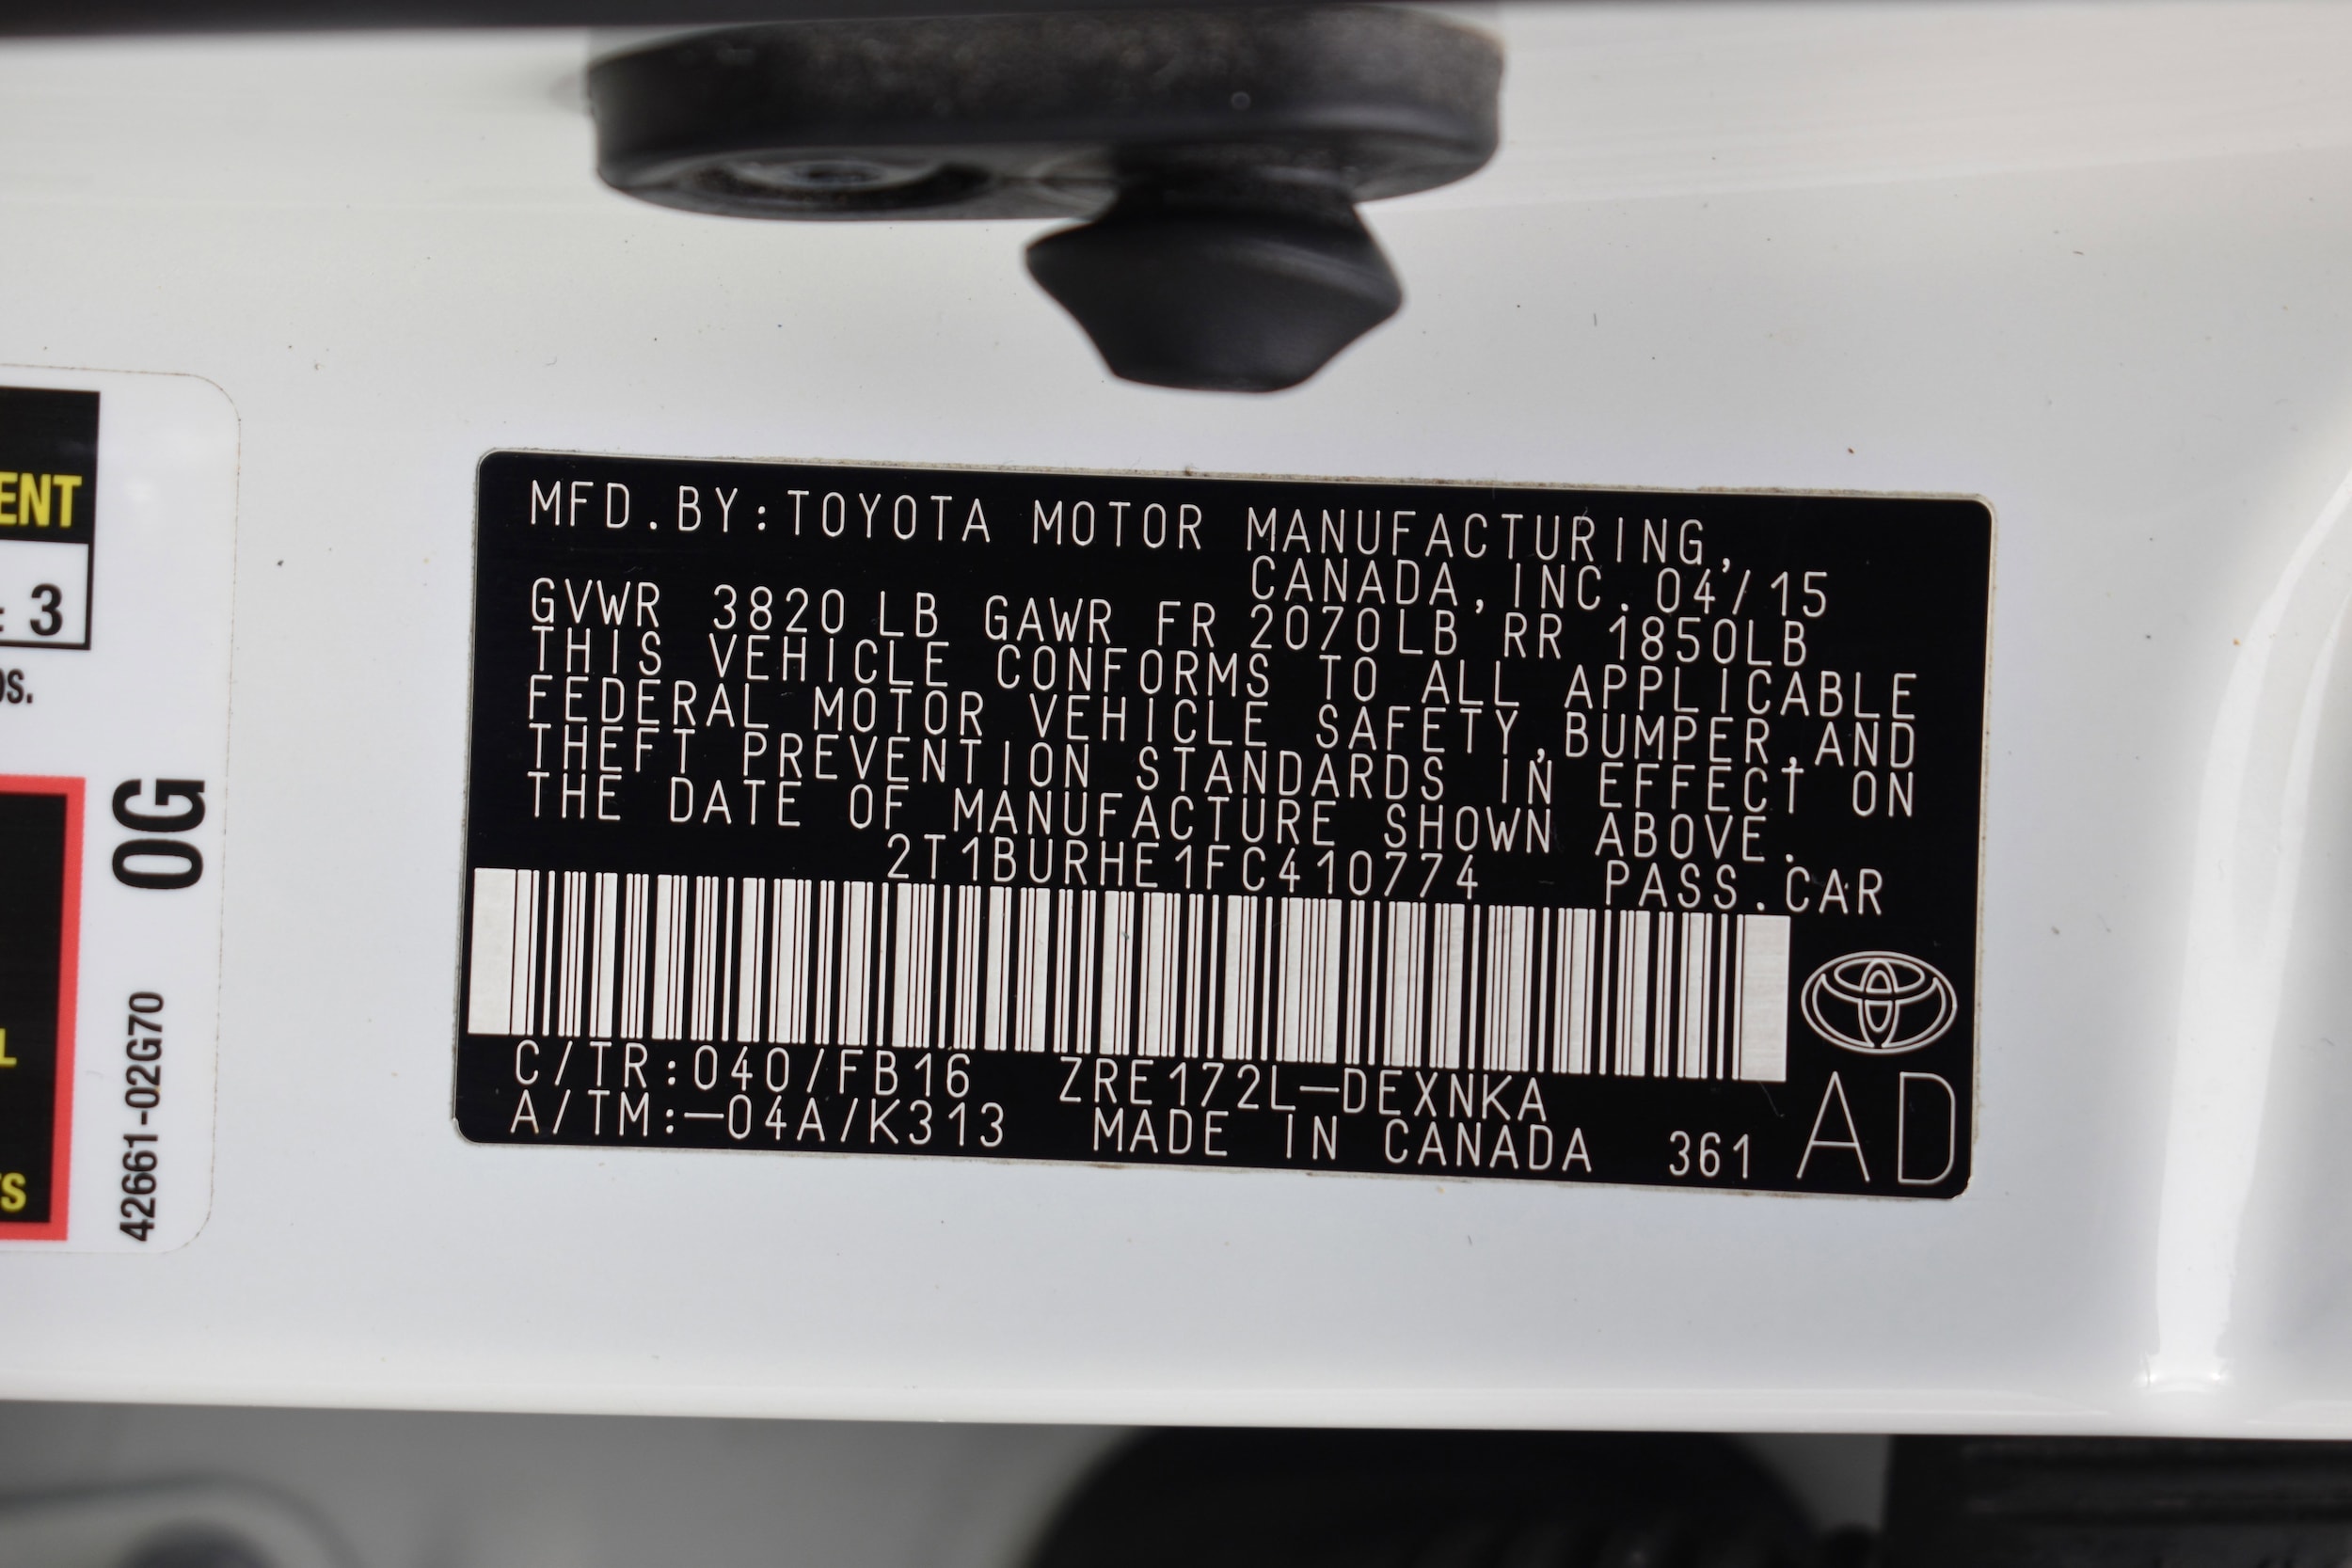 ENT
: 3
os.
L
TS
0G
42661-02G70
MFD.BY:TOYOTA MOTOR MANUFACTURING,
CANADA,INC.04/15
GVWR 3820 LB GAWR FR 2070LB RR 1850LB
THIS VEHICLE CONFORMS TO ALL APPLICABLE
FEDERAL MOTOR VEHICLE SAFETY,BUMPER,AND
THEFT PREVENTION STANDARDS IN EFFECT ON
THE DATE OF MANUFACTURE SHOWN ABOVE.
2T1BURHE1FC410774 PASS.CAR
C/TR:040/FB16 ZRE172L–DEXNKA
A/TM:–04A/K313 MADE IN CANADA 361
AD